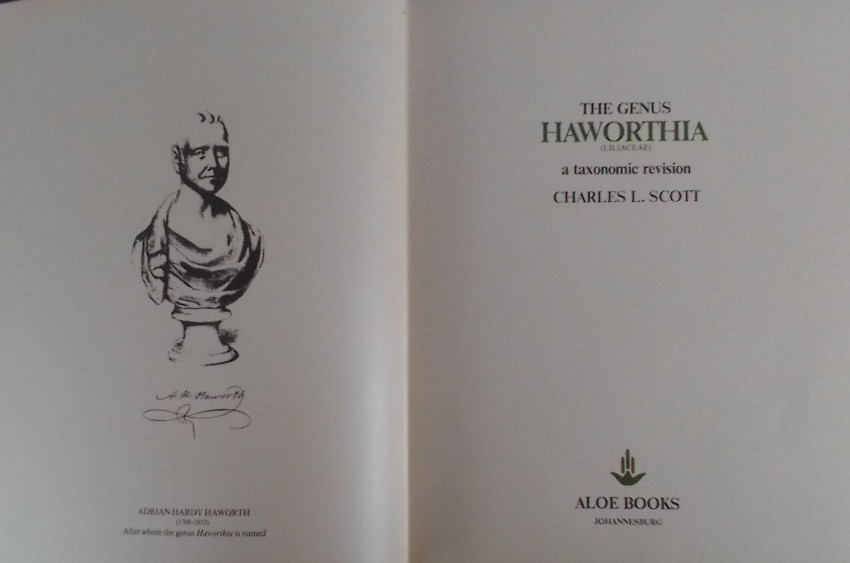 A. H. Haworth
ADRIAN HARDY HAWORTH
(1768-1833)
After whom the genus Haworthia is named
THE GENUS
HAWORTHIA
(LILIACEAE)
a taxonomic revision
CHARLES L. SCOTT
ALOE BOOKS
JOHANNESBURG